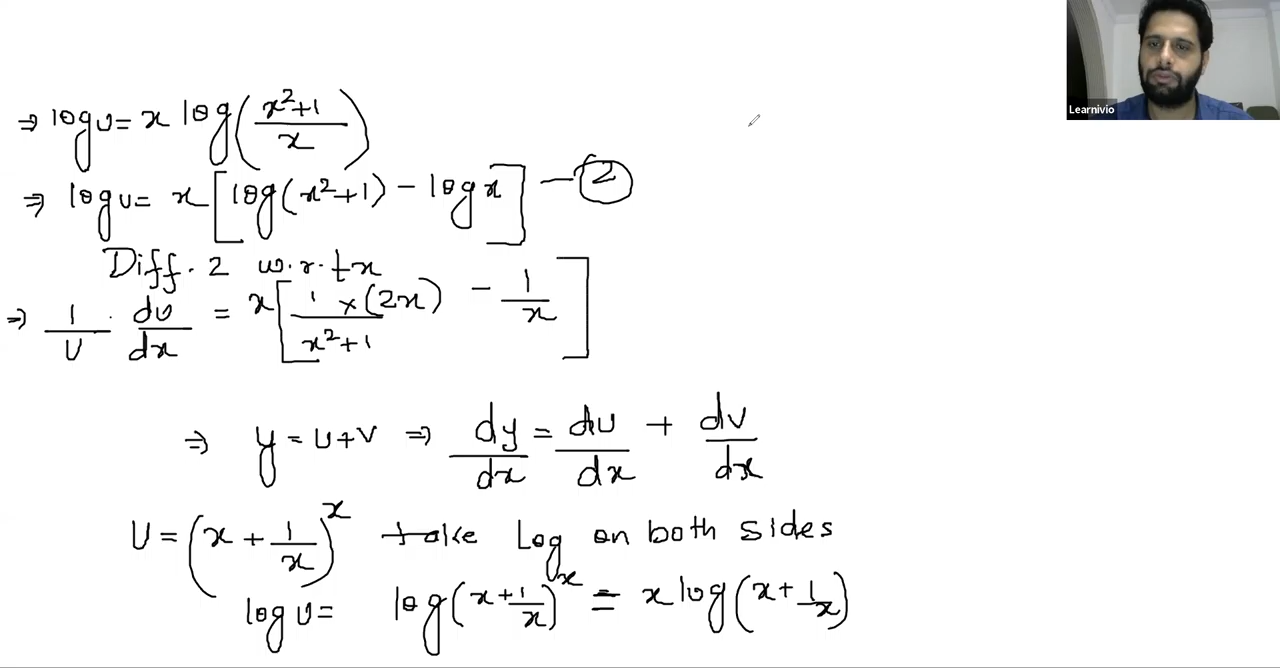 ⇒ log U = x log((x²+1)/x)
Learnivio
⇒ log U = x[log(x²+1) − log x] — (2)
Diff. 2 w.r.t x
⇒ 1/U · dU/dx = x[1×(2x)/(x²+1) − 1/x]
⇒ y = U+V ⇒ dy/dx = dU/dx + dV/dx
U = (x + 1/x)^x take Log on both sides
log U = log(x+1/x)^x = x log(x+1/x)